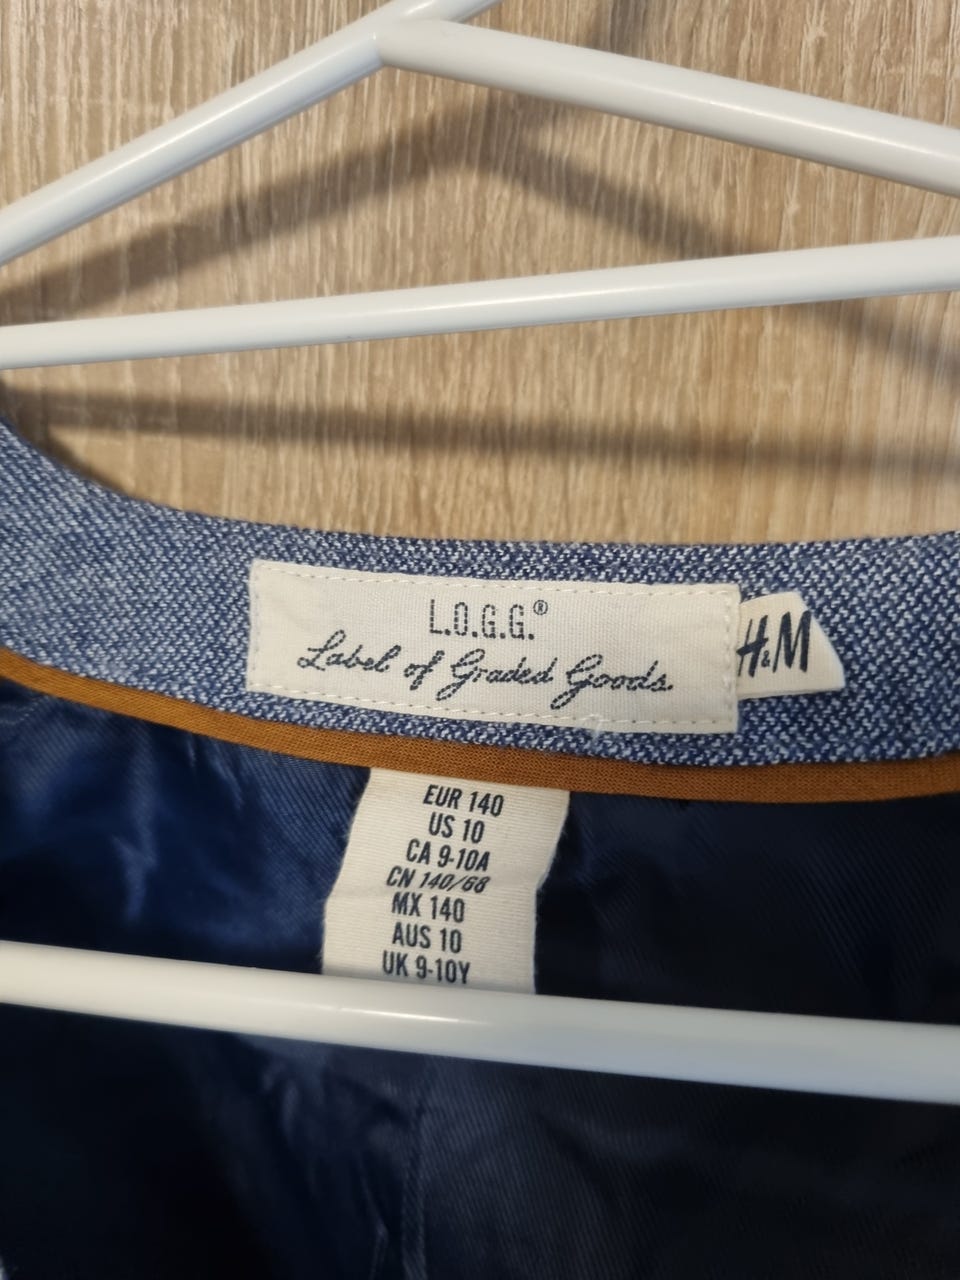 L.O.G.G.®
Label of Graded Goods.
H&M
EUR 140
US 10
CA 9-10A
CN 140/68
MX 140
AUS 10
UK 9-10Y